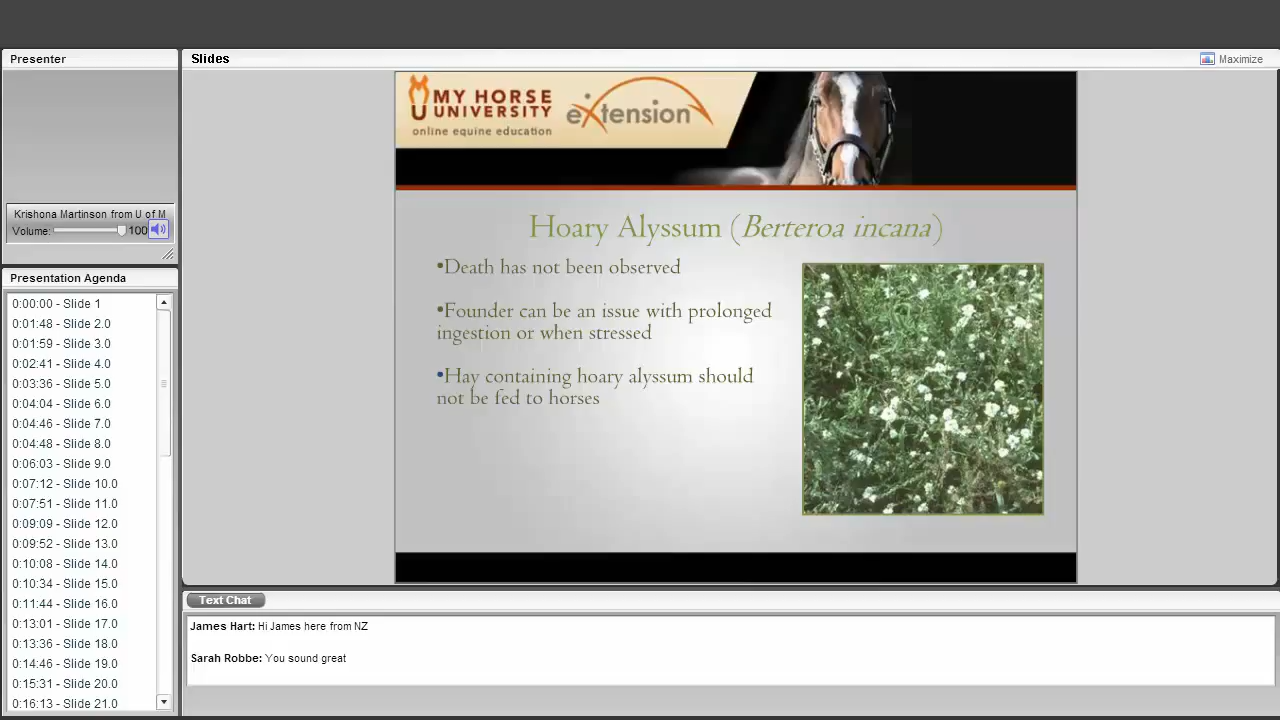 Presenter
Krishona Martinson from U of M
Volume: 100
Presentation Agenda
0:00:00 - Slide 1
0:01:48 - Slide 2.0
0:01:59 - Slide 3.0
0:02:41 - Slide 4.0
0:03:36 - Slide 5.0
0:04:04 - Slide 6.0
0:04:46 - Slide 7.0
0:04:48 - Slide 8.0
0:06:03 - Slide 9.0
0:07:12 - Slide 10.0
0:07:51 - Slide 11.0
0:09:09 - Slide 12.0
0:09:52 - Slide 13.0
0:10:08 - Slide 14.0
0:10:34 - Slide 15.0
0:11:44 - Slide 16.0
0:13:01 - Slide 17.0
0:13:36 - Slide 18.0
0:14:46 - Slide 19.0
0:15:31 - Slide 20.0
0:16:13 - Slide 21.0
Slides
Maximize
MY HORSE
UNIVERSITY
online equine education
eXtension
Hoary Alyssum (Berteroa incana)
•Death has not been observed
•Founder can be an issue with prolonged
ingestion or when stressed
•Hay containing hoary alyssum should
not be fed to horses
Text Chat
James Hart: Hi James here from NZ
Sarah Robbe: You sound great